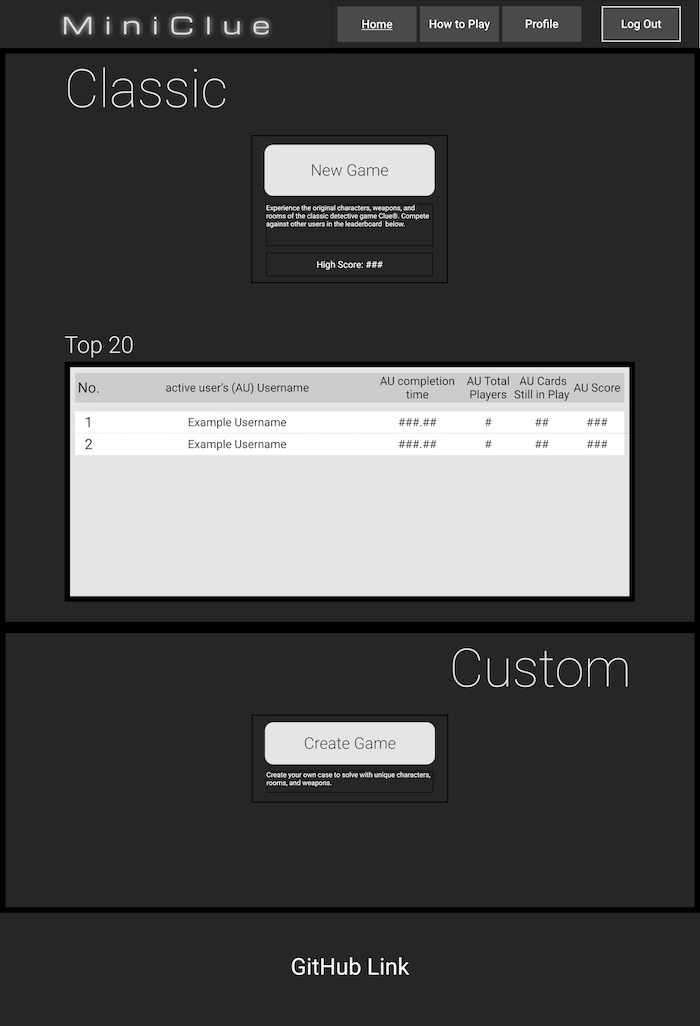 MiniClue
Home
How to Play
Profile
Log Out
Classic
New Game
Experience the original characters, weapons, and
rooms of the classic detective game Clue®. Compete
against other users in the leaderboard  below.
High Score: ###
Top 20
No.
active user's (AU) Username
AU completion
time
AU Total
Players
AU Cards
Still in Play
AU Score
1 Example Username ###.## # ## ###
2 Example Username ###.## # ## ###
Custom
Create Game
Create your own case to solve with unique characters,
rooms, and weapons.
GitHub Link